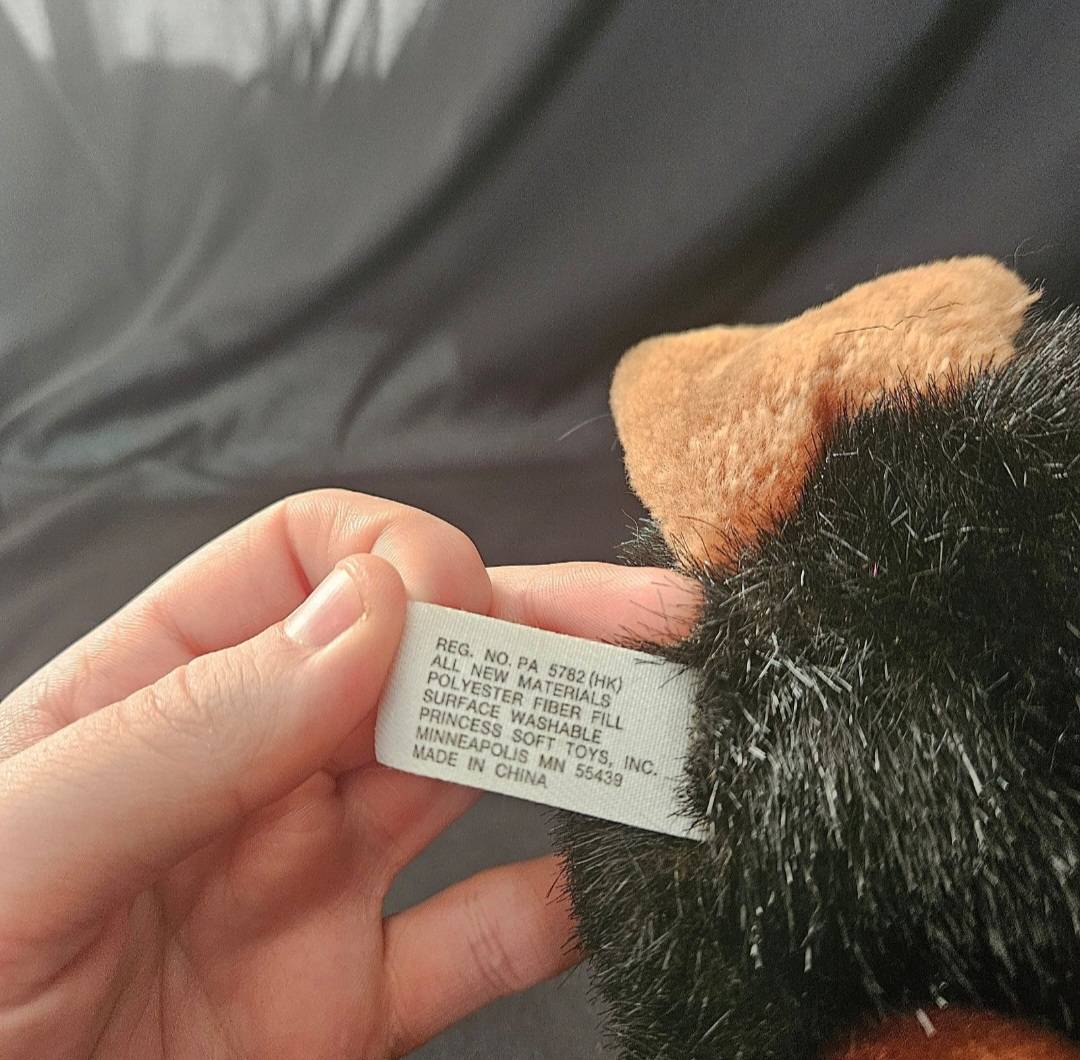 REG. NO. PA 5782 (HK)
ALL NEW MATERIALS
POLYESTER FIBER FILL
SURFACE WASHABLE
PRINCESS SOFT TOYS, INC.
MINNEAPOLIS MN 55439
MADE IN CHINA